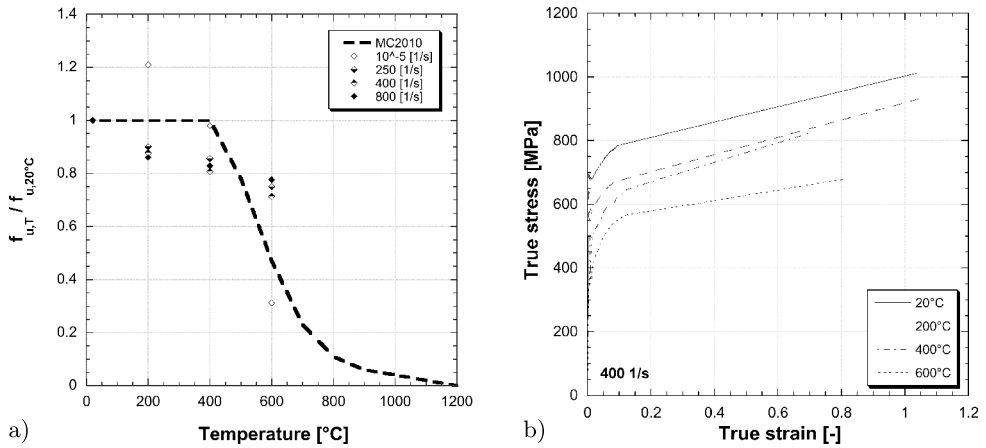 1.4
1.2
1
0.8
0.6
0.4
0.2
0
f_{u,T} / f_{u,20°C}
MC2010
10^-5 [1/s]
250 [1/s]
400 [1/s]
800 [1/s]
0 200 400 600 800 1000 1200
Temperature [°C]
a)
1200
1000
800
600
400
200
0
True stress [MPa]
20°C
200°C
400°C
600°C
400 1/s
0 0.2 0.4 0.6 0.8 1 1.2
True strain [-]
b)